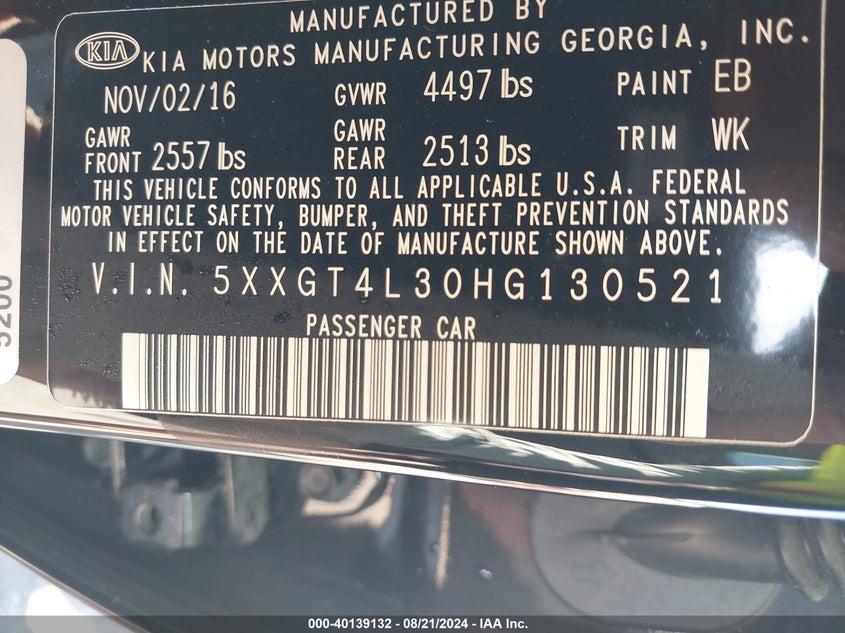 MANUFACTURED BY
KIA KIA MOTORS MANUFACTURING GEORGIA, INC.
NOV/02/16 GVWR 4497 lbs PAINT EB
GAWR FRONT 2557 lbs GAWR REAR 2513 lbs TRIM WK
THIS VEHICLE CONFORMS TO ALL APPLICABLE U.S.A. FEDERAL
MOTOR VEHICLE SAFETY, BUMPER, AND THEFT PREVENTION STANDARDS
IN EFFECT ON THE DATE OF MANUFACTURE SHOWN ABOVE.
V.I.N. 5XXGT4L30HG130521
PASSENGER CAR
000-40139132 - 08/21/2024 - IAA Inc.